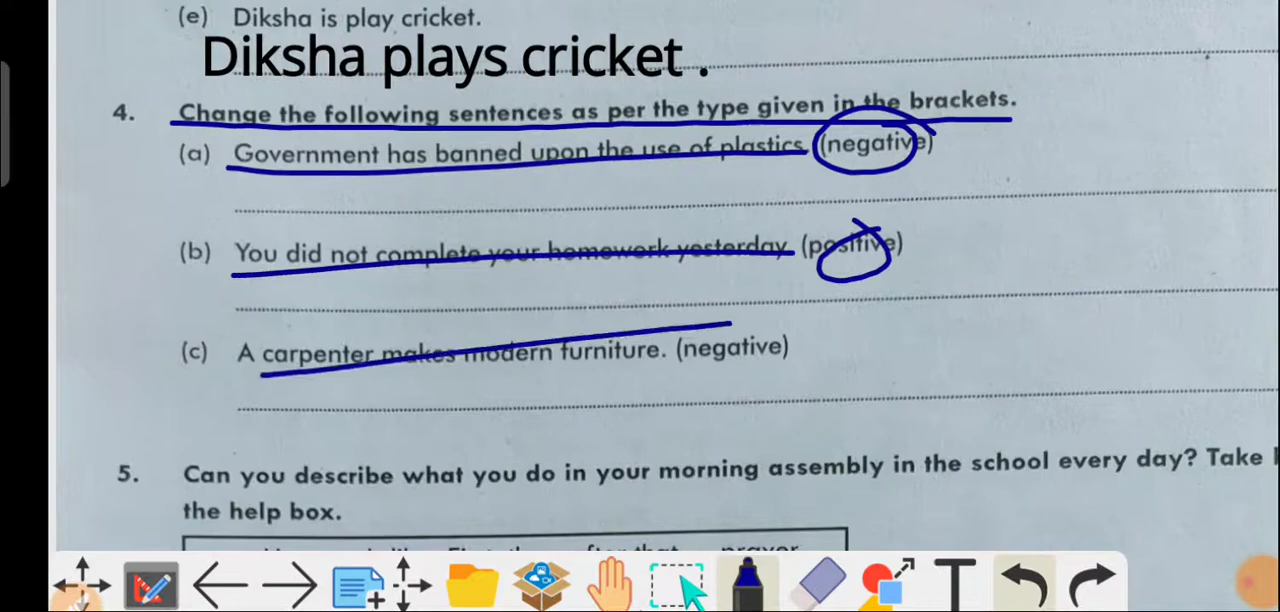 (e) Diksha is play cricket.
Diksha plays cricket .
4. Change the following sentences as per the type given in the brackets.
(a) Government has banned upon the use of plastics. (negative)
(b) You did not complete your homework yesterday. (positive)
(c) A carpenter makes modern furniture. (negative)
5. Can you describe what you do in your morning assembly in the school every day? Take
the help box.